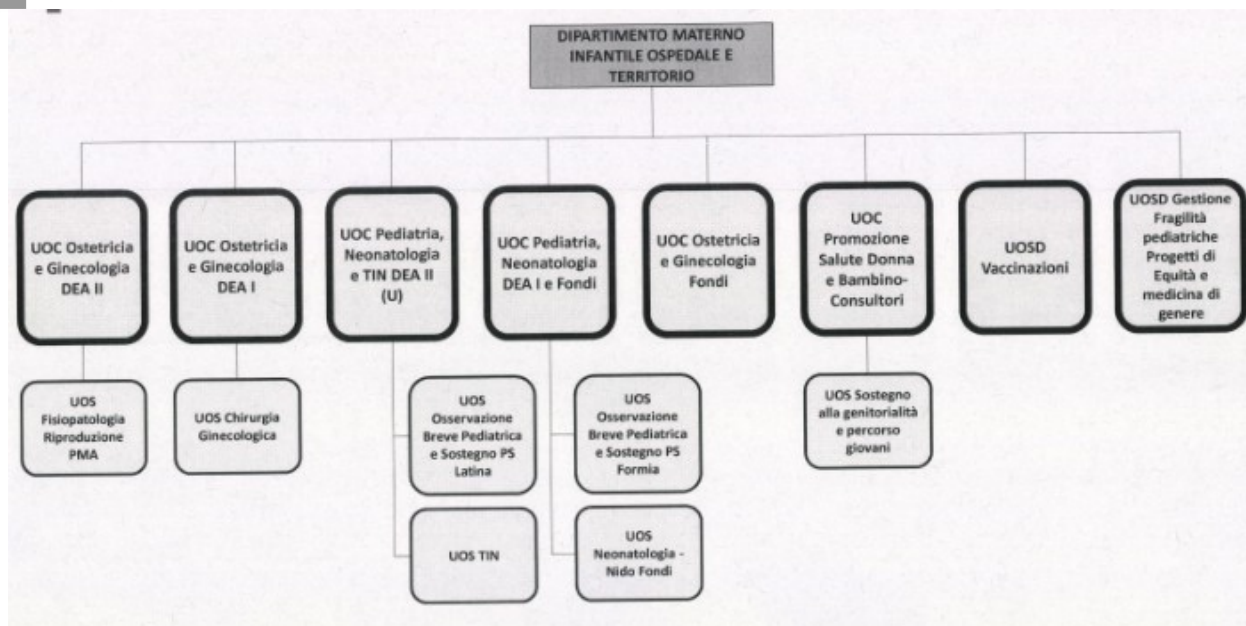 DIPARTIMENTO MATERNO
INFANTILE OSPEDALE E
TERRITORIO
UOC Ostetricia
e Ginecologia
DEA II
UOC Ostetricia
e Ginecologia
DEA I
UOC Pediatria,
Neonatologia
e TIN DEA II
(U)
UOC Pediatria,
Neonatologia
DEA I e Fondi
UOC Ostetricia
e Ginecologia
Fondi
UOC
Promozione
Salute Donna
e Bambino-
Consultori
UOSD
Vaccinazioni
UOSD Gestione
Fragilità
pediatriche
Progetti di
Equità e
medicina di
genere
UOS
Fisiopatologia
Riproduzione
PMA
UOS Chirurgia
Ginecologica
UOS
Osservazione
Breve Pediatrica
e Sostegno PS
Latina
UOS
Osservazione
Breve Pediatrica
e Sostegno PS
Formia
UOS Sostegno
alla genitorialità
e percorso
giovani
UOS TIN
UOS
Neonatologia -
Nido Fondi